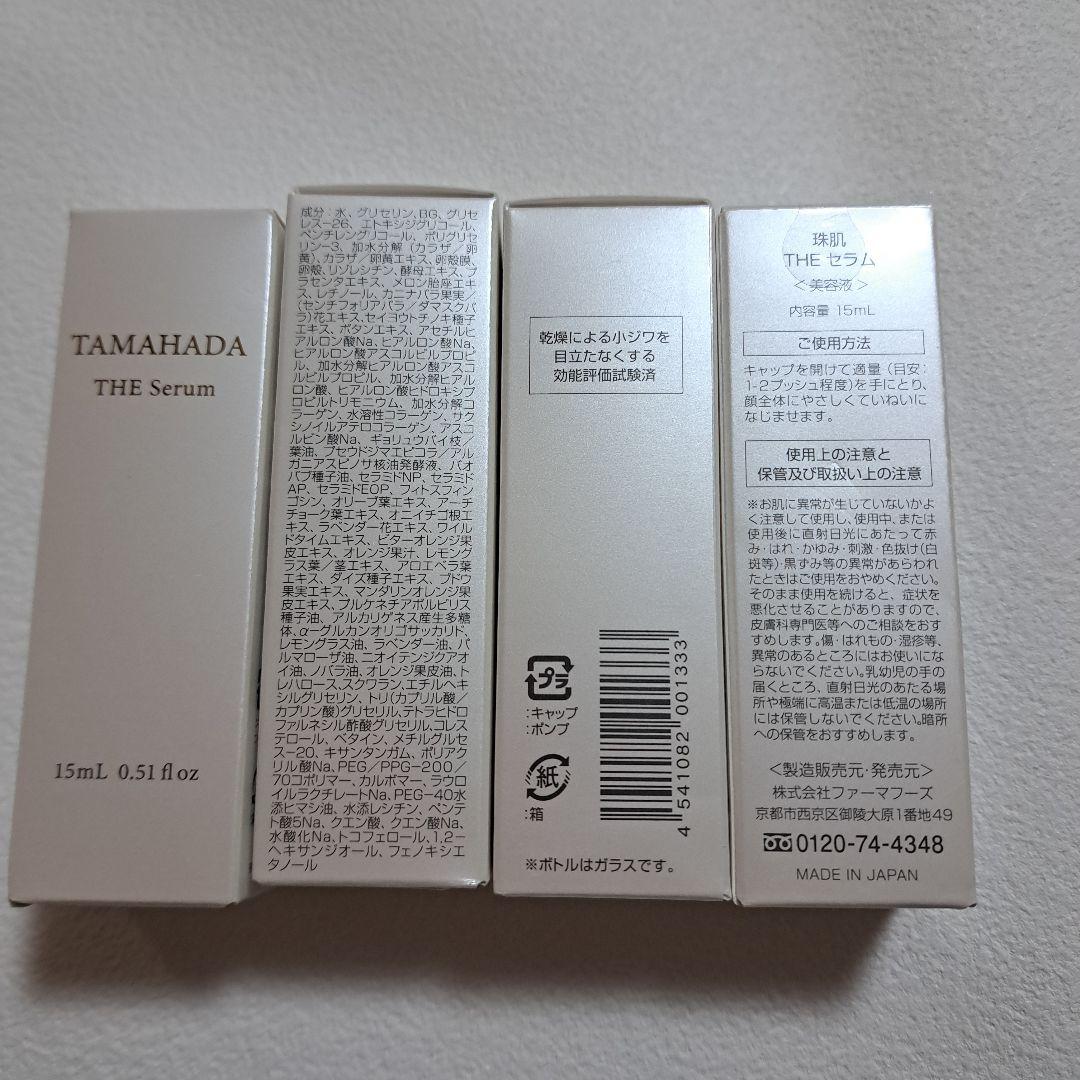 TAMAHADA
THE Serum
15mL 0.51 fl oz
成分:水、グリセリン、BG、グリセ
レス-26、エトキシジグリコール、
ペンチレングリコール、ポリグリセ
リン-3、加水分解(カラザ/卵
黄)、カラザ/卵黄エキス、卵殻膜、
卵殻、リゾレシチン、酵母エキス、プ
ラセンタエキス、メロン胎座エキ
ス、レチノール、カニナバラ果実/
(センチフォリアバラ/ダマスクバ
ラ)花エキス、セイヨウトチノキ種子
エキス、ボタンエキス、アセチルヒ
アルロン酸Na、ヒアルロン酸Na、
ヒアルロン酸アスコルビルプロピ
ル、加水分解ヒアルロン酸アスコ
ルビルプロピル、加水分解ヒアル
ロン酸、ヒアルロン酸ヒドロキシプ
ロピルトリモニウム、加水分解コ
ラーゲン、水溶性コラーゲン、サク
シノイルアテロコラーゲン、アスコ
ルビン酸Na、ギョリュウバイ枝/
葉油、プセウドジマエピコラ/アル
ガニアスピノサ核油発酵液、バオ
バブ種子油、セラミドNP、セラミド
AP、セラミドEOP、フィトスフィン
ゴシン、オリーブ葉エキス、アーチ
チョーク葉エキス、オニイチゴ根エ
キス、ラベンダー花エキス、ワイル
ドタイムエキス、ビターオレンジ果
皮エキス、オレンジ果汁、レモング
ラス葉/茎エキス、アロエベラ葉
エキス、ダイズ種子エキス、ブドウ
果実エキス、マンダリンオレンジ果
皮エキス、プルケネチアボルビリス
種子油、アルカリゲネス産生多糖
体、α-グルカンオリゴサッカリド、
レモングラス油、ラベンダー油、パ
ルマローザ油、ニオイテンジクアオ
イ油、ノバラ油、オレンジ果皮油、ト
レハロース、スクワラン、エチルヘキ
シルグリセリン、トリ(カプリル酸/
カプリン酸)グリセリル、テトラヒドロ
ファルネシル酢酸グリセリル、コレス
テロール、ベタイン、メチルグルセ
ス-20、キサンタンガム、ポリアク
リル酸Na、PEG/PPG-200/
70コポリマー、カルボマー、ラウロ
イルラクチレートNa、PEG-40水
添ヒマシ油、水添レシチン、ペンテ
ト酸5Na、クエン酸、クエン酸Na、
水酸化Na、トコフェロール、1,2-
ヘキサンジオール、フェノキシエ
タノール
乾燥による小ジワを
目立たなくする
効能評価試験済
プラ
:キャップ
:ポンプ
紙
:箱
4 541082 001333
※ボトルはガラスです。
珠肌
THE セラム
<美容液>
内容量 15mL
ご使用方法
キャップを開けて適量(目安:
1-2プッシュ程度)を手にとり、
顔全体にやさしくていねいに
なじませます。
使用上の注意と
保管及び取扱い上の注意
※お肌に異常が生じていないかよ
く注意して使用し、使用中、または
使用後に直射日光にあたって赤
み・はれ・かゆみ・刺激・色抜け(白
斑等)・黒ずみ等の異常があらわれ
たときはご使用をおやめください。
そのまま使用を続けると、症状を
悪化させることがありますので、
皮膚科専門医等へのご相談をおす
すめします。傷・はれもの・湿疹等、
異常のあるところにはお使いにな
らないでください。乳幼児の手の
届くところ、直射日光のあたる場
所や極端に高温または低温の場所
には保管しないでください。暗所
への保管をおすすめします。
<製造販売元・発売元>
株式会社ファーマフーズ
京都市西京区御陵大原1番地49
0120-74-4348
MADE IN JAPAN